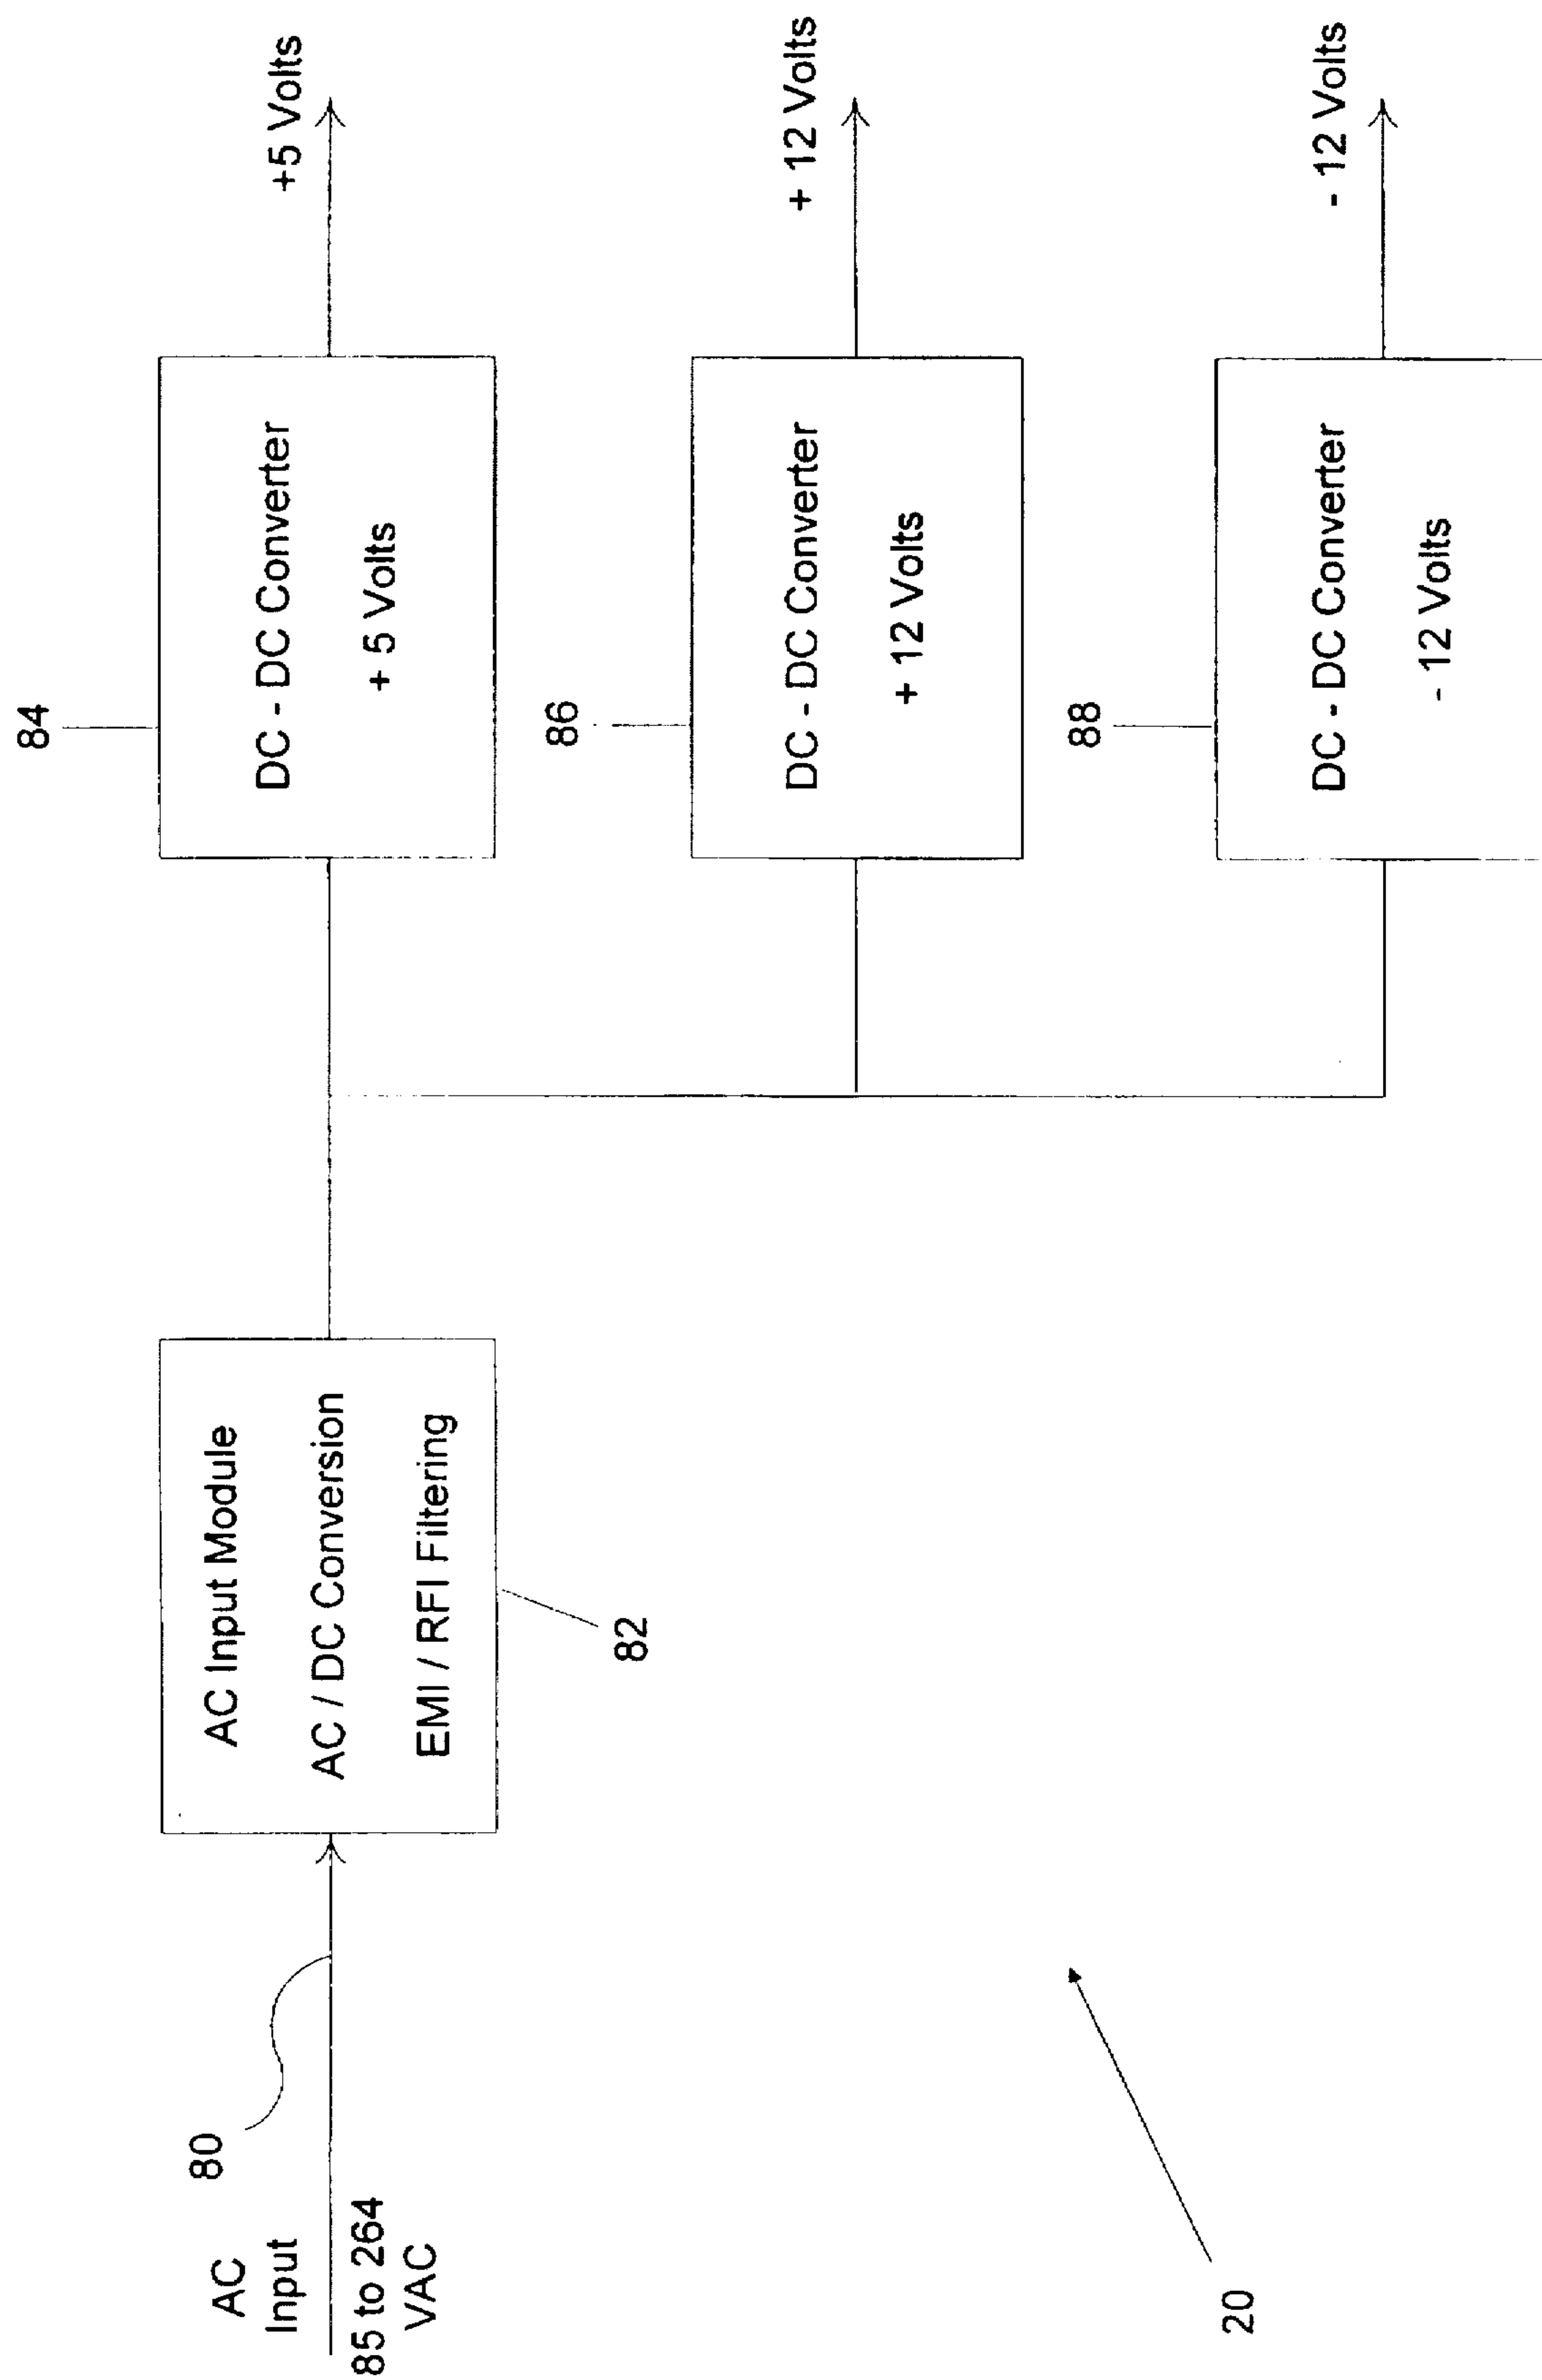 AC
Input
80
85 to 264
VAC
AC Input Module
AC / DC Conversion
EMI / RFI Filtering
82
84
DC - DC Converter
+ 5 Volts
+5 Volts
86
DC - DC Converter
+ 12 Volts
+ 12 Volts
88
DC - DC Converter
- 12 Volts
- 12 Volts
20